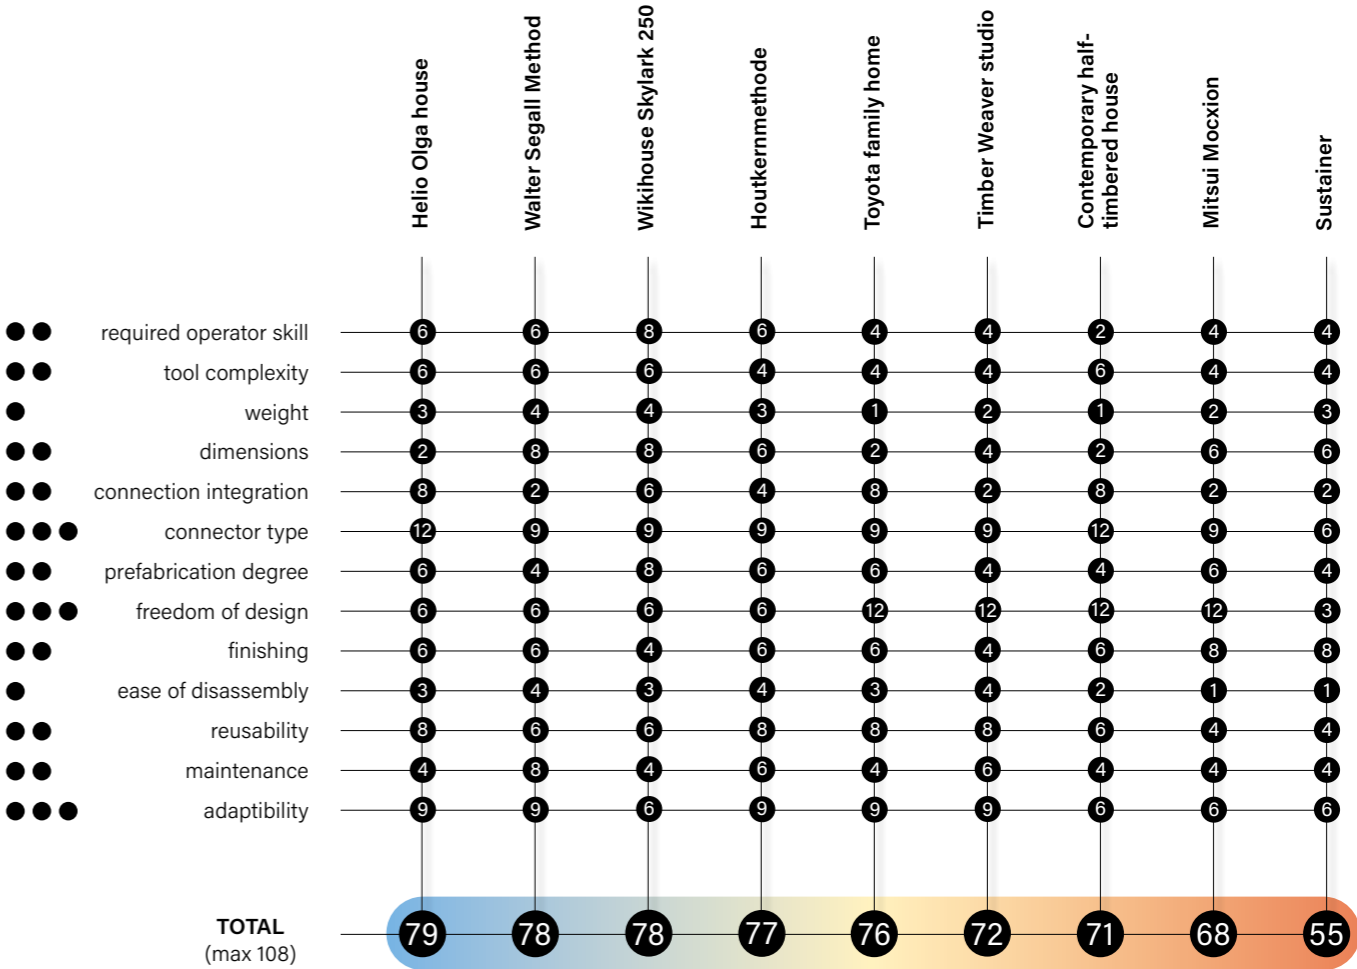 Helio Olga house
Walter Segall Method
Wikihouse Skylark 250
Houtkernmethode
Toyota family home
Timber Weaver studio
Contemporary half-
timbered house
Mitsui Mocxion
Sustainer
required operator skill 6 6 8 6 4 4 2 4 4
tool complexity 6 6 6 4 4 4 6 4 4
weight 3 4 4 3 1 2 1 2 3
dimensions 2 8 8 6 2 4 2 6 6
connection integration 8 2 6 4 8 2 8 2 2
connector type 12 9 9 9 9 9 12 9 6
prefabrication degree 6 4 8 6 6 4 4 6 4
freedom of design 6 6 6 6 12 12 12 12 3
finishing 6 6 4 6 6 4 6 8 8
ease of disassembly 3 4 3 4 3 4 2 1 1
reusability 8 6 6 8 8 8 6 4 4
maintenance 4 8 4 6 4 6 4 4 4
adaptibility 9 9 6 9 9 9 6 6 6
TOTAL 79 78 78 77 76 72 71 68 55
(max 108)